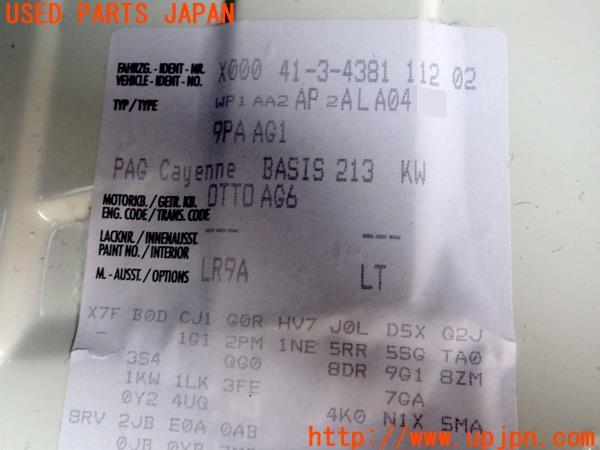 USED PARTS JAPAN
FAHRZG. - IDENT - NR. X000 41-3-4381 112 02
VEHICLE - IDENT - NO.
WP1 AA2 AP 2AL A04
TYP / TYPE
9PA AG1
PAG Cayenne BASIS 213 KW
MOTORKB. / GETR. KB. OTTO AG6
ENG. CODE / TRANS. CODE
LACKNR. / INNENAUSST.
PAINT NO. / INTERIOR
LR9A LT
M. - AUSST. / OPTIONS
X7F B0D CJ1 G0R HV7 J0L D5X Q2J
- 1G1 2PM 1NE 5RR 5SG TA0
3S4 QG0 8DR 9G1 8ZM
1KW 1LK 3FE 7GA
0Y2 4UQ 4K0 N1X 5MA
8RV 2JB E0A 0AB
http://www.upjpn.com